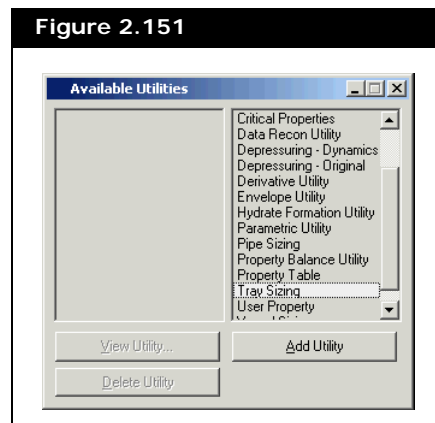 Figure 2.151
Available Utilities
Critical Properties
Data Recon Utility
Depressuring - Dynamics
Depressuring - Original
Derivative Utility
Envelope Utility
Hydrate Formation Utility
Parametric Utility
Pipe Sizing
Property Balance Utility
Property Table
Tray Sizing
User Property
View Utility...
Add Utility
Delete Utility